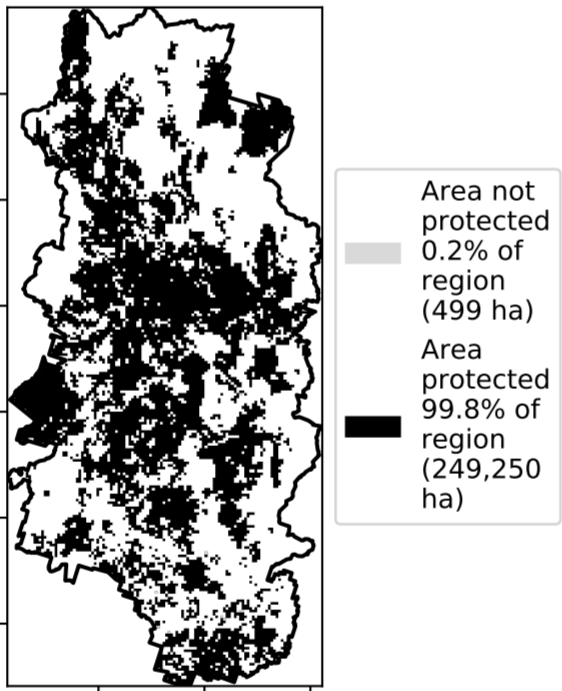 Area not
protected
0.2% of
region
(499 ha)
Area
protected
99.8% of
region
(249,250
ha)